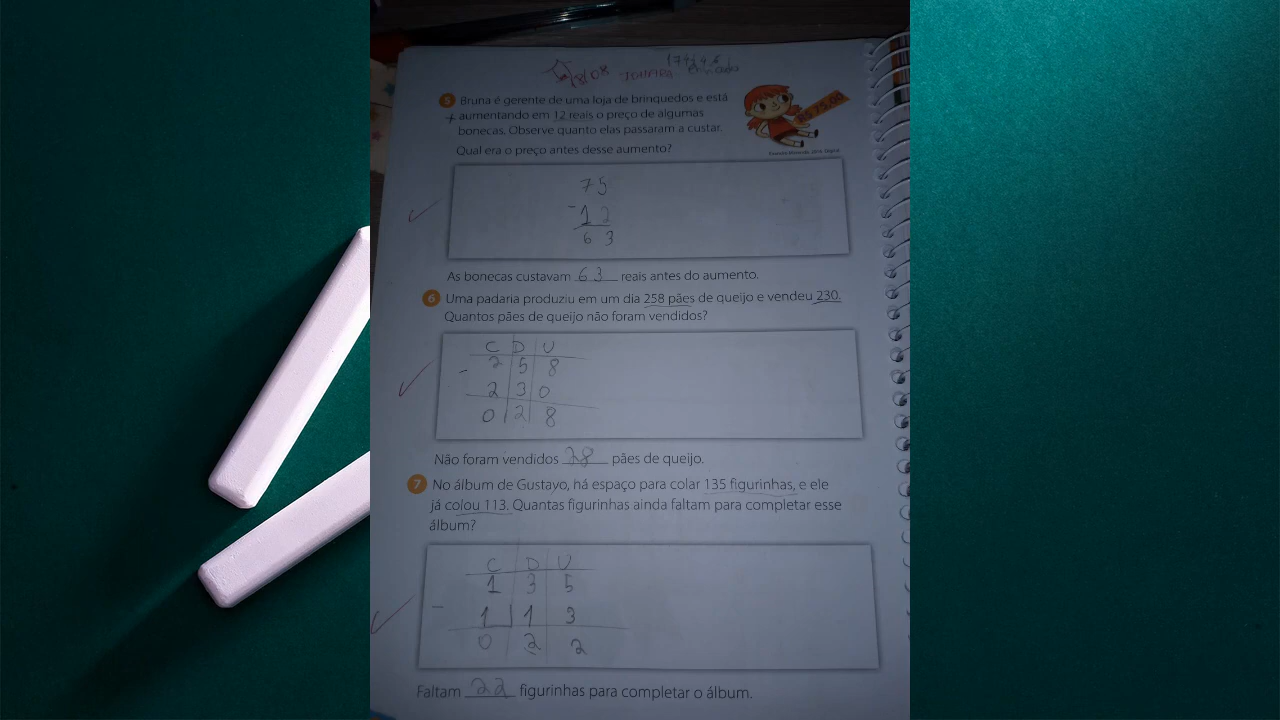 8/08
5 Bruna é gerente de uma loja de brinquedos e está
+ aumentando em 12 reais o preço de algumas
bonecas. Observe quanto elas passaram a custar.
Qual era o preço antes desse aumento?
R$ 75,00
75
- 12
63
As bonecas custavam 63 reais antes do aumento.
6 Uma padaria produziu em um dia 258 pães de queijo e vendeu 230.
Quantos pães de queijo não foram vendidos?
C D U
- 2 5 8
2 3 0
0 2 8
Não foram vendidos 28 pães de queijo.
7 No álbum de Gustavo, há espaço para colar 135 figurinhas, e ele
já colou 113. Quantas figurinhas ainda faltam para completar esse
álbum?
C D U
1 3 5
- 1 1 3
0 2 2
Faltam 22 figurinhas para completar o álbum.